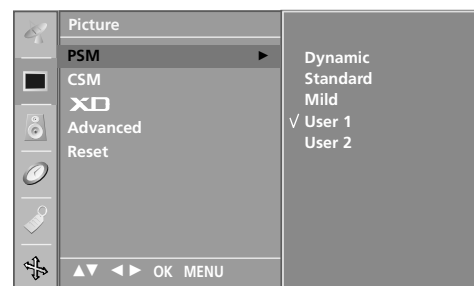 Picture
PSM ►
CSM
XD
Advanced
Reset
▲▼ ◄ ► OK MENU
Dynamic
Standard
Mild
√ User 1
User 2